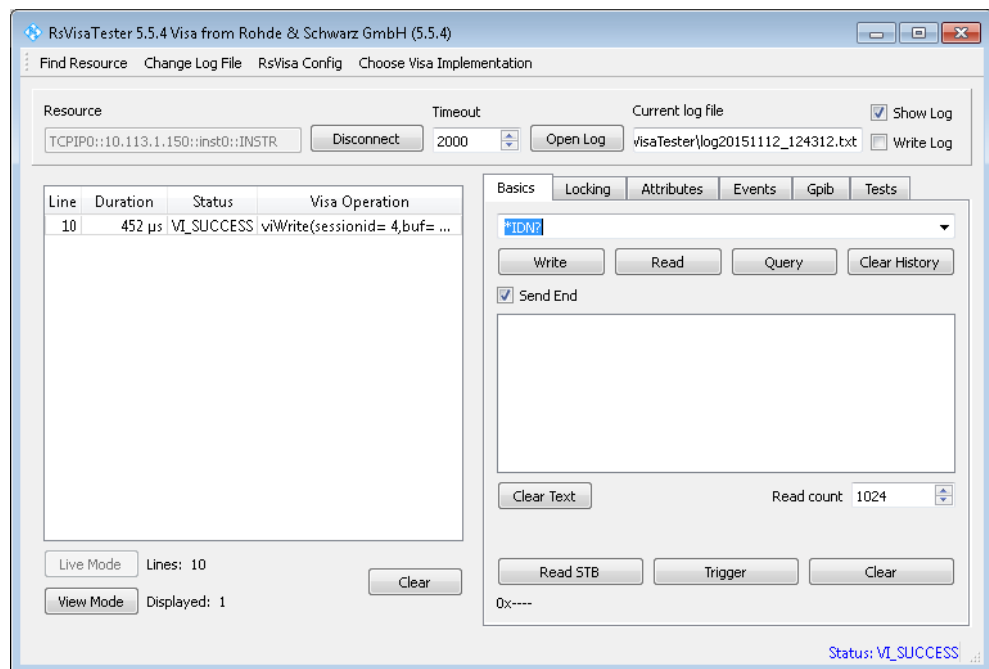 RsVisaTester 5.5.4 Visa from Rohde & Schwarz GmbH (5.5.4)
Find Resource Change Log File RsVisa Config Choose Visa Implementation
Resource Timeout Current log file Show Log
TCPIP0::10.113.1.150::inst0::INSTR Disconnect 2000 Open Log VisaTester\log20151112_124312.txt Write Log
Basics Locking Attributes Events Gpib Tests
Line Duration Status Visa Operation
10 452 µs VI_SUCCESS viWrite(sessionid= 4,buf= ...
*IDN?
Write Read Query Clear History
Send End
Clear Text Read count 1024
Live Mode Lines: 10
Clear
View Mode Displayed: 1
Read STB Trigger Clear
0x----
Status: VI_SUCCESS